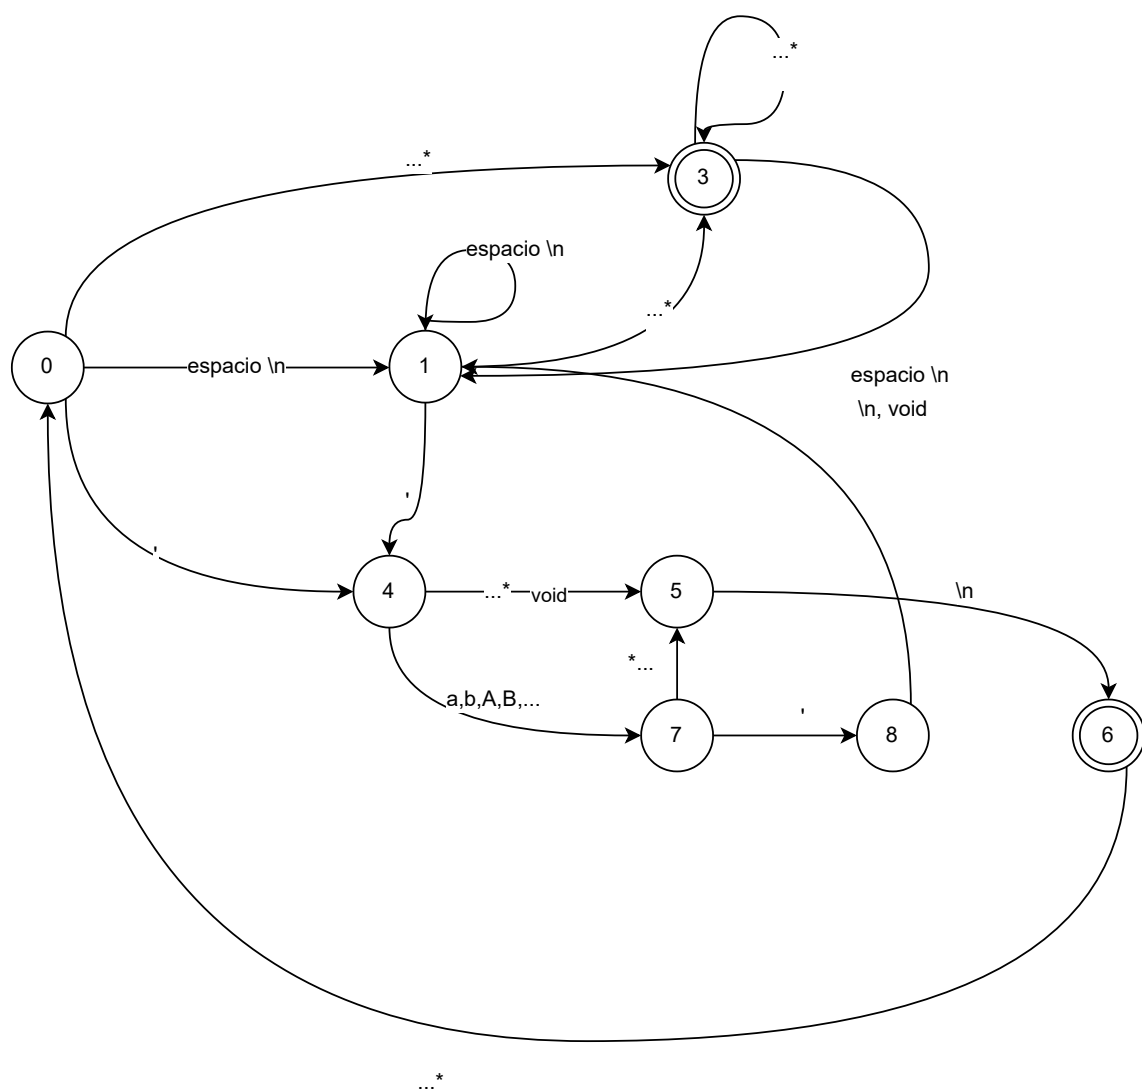 ...*
...*
3
espacio \n
...*
0
espacio \n
1
espacio \n
\n, void
'
'
4
...*
void
5
\n
*...
a,b,A,B,...
7
'
8
6
...*